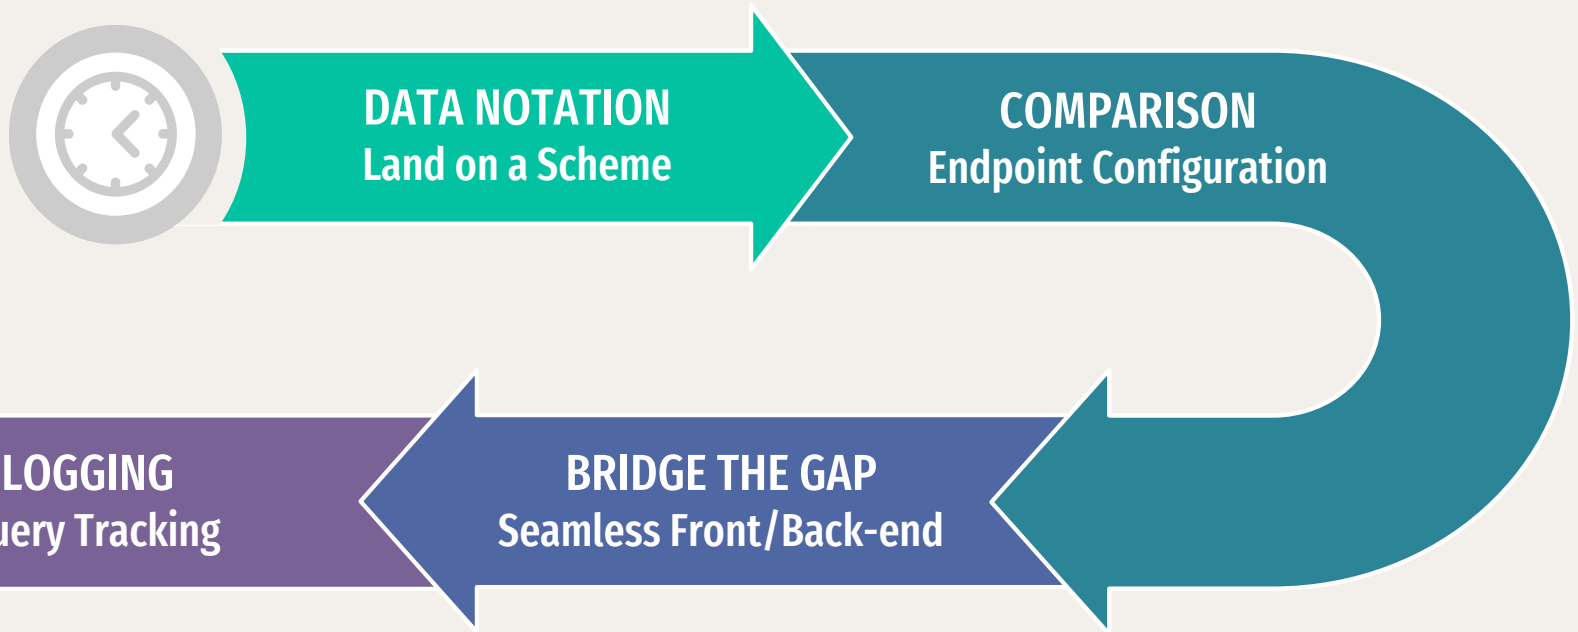 DATA NOTATION
Land on a Scheme
COMPARISON
Endpoint Configuration
BRIDGE THE GAP
Seamless Front/Back-end
LOGGING
Tracking